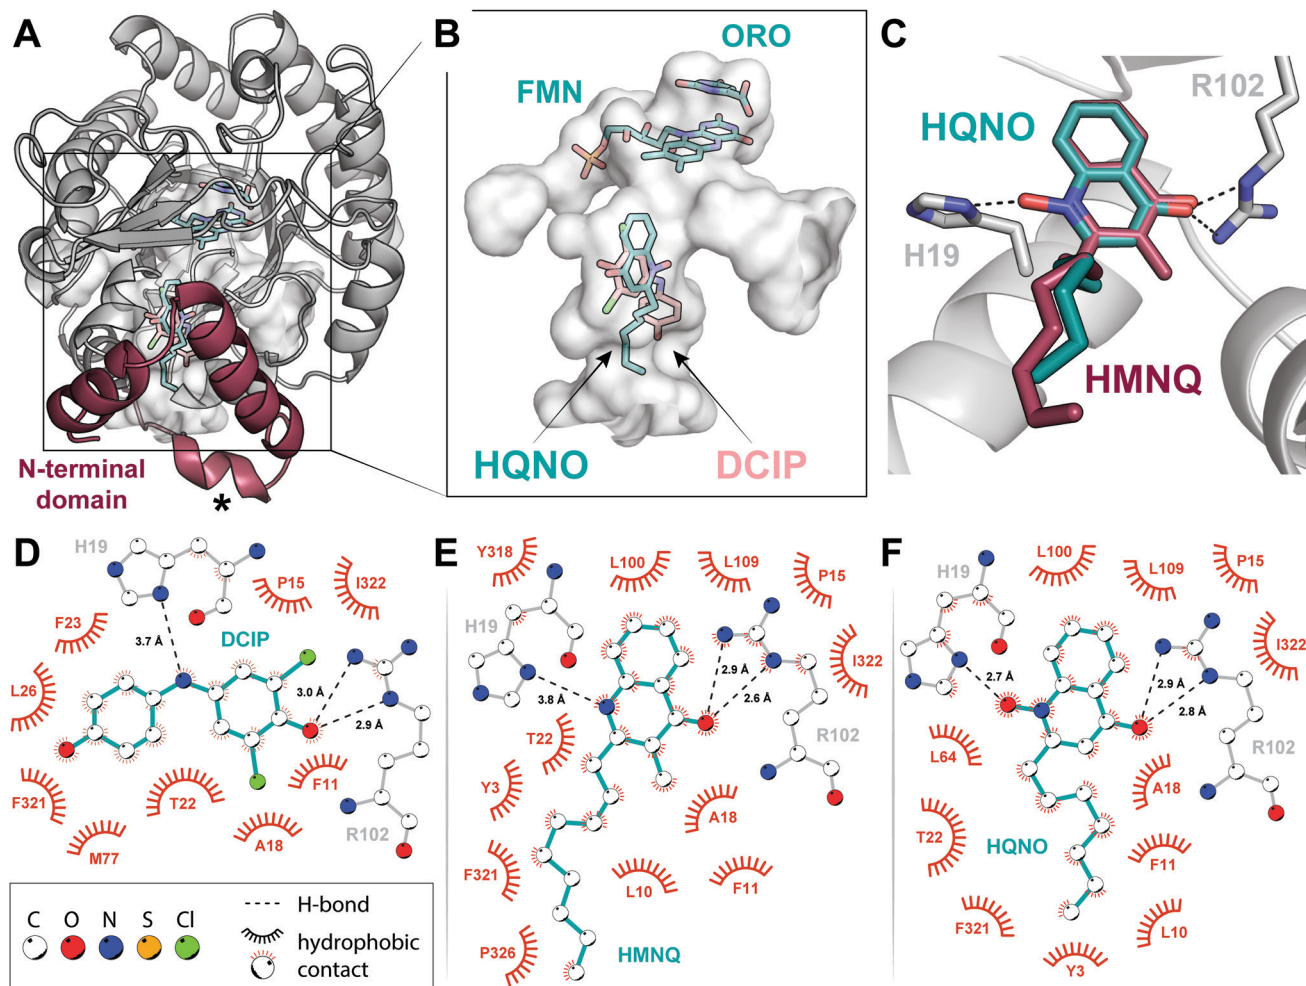 A
N-terminal
domain
*
B
ORO
FMN
HQNO
DCIP
C
R102
HQNO
H19
HMNQ
D
H19
P15
I322
F23
DCIP
3.7 Å
3.0 Å
L26
2.9 Å
F11
F321
T22
R102
M77
A18
C O N S Cl
H-bond
hydrophobic
contact
E
Y318
L100
L109
P15
H19
I322
2.9 Å
3.8 Å
2.6 Å
T22
R102
Y3
A18
F321
L10
F11
P326
HMNQ
F
L100
L109
P15
H19
I322
2.7 Å
2.9 Å
2.8 Å
L64
R102
A18
T22
HQNO
F11
F321
L10
Y3